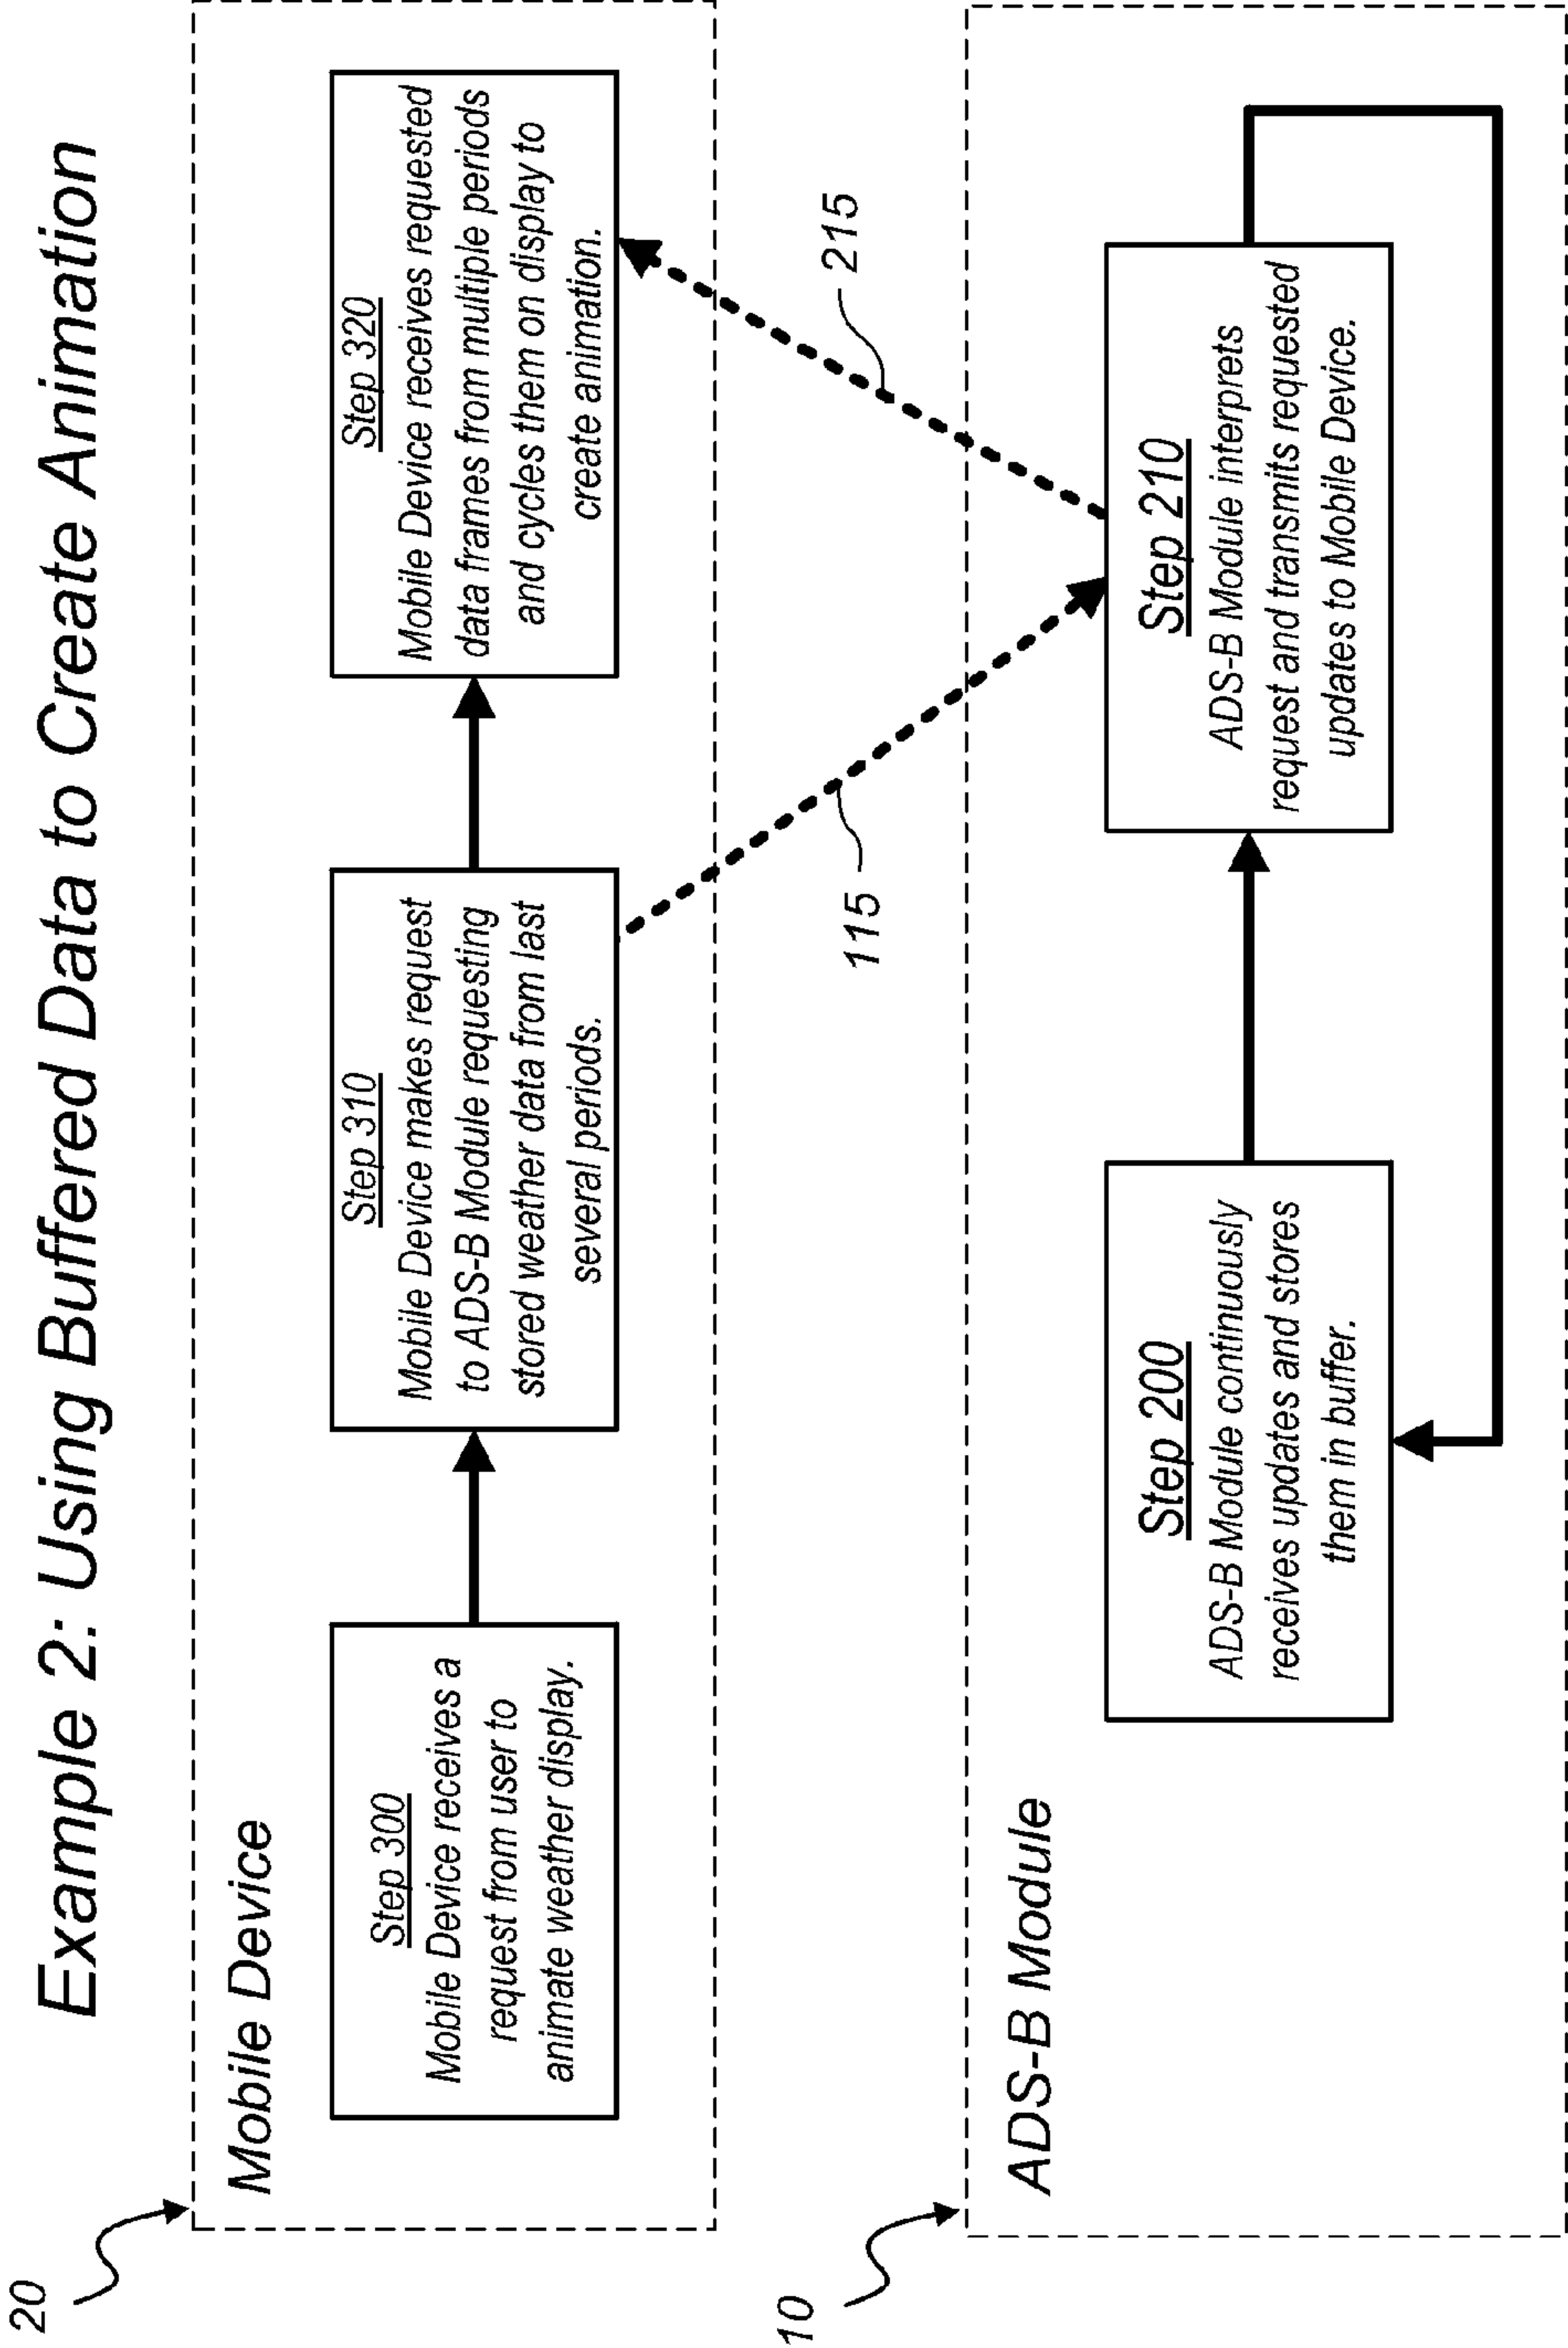 Example 2: Using Buffered Data to Create Animation
20
Mobile Device
Step 300
Mobile Device receives a
request from user to
animate weather display.
Step 310
Mobile Device makes request
to ADS-B Module requesting
stored weather data from last
several periods.
Step 320
Mobile Device receives requested
data frames from multiple periods
and cycles them on display to
create animation.
115
215
10
ADS-B Module
Step 200
ADS-B Module continuously
receives updates and stores
them in buffer.
Step 210
ADS-B Module interprets
request and transmits requested
updates to Mobile Device.